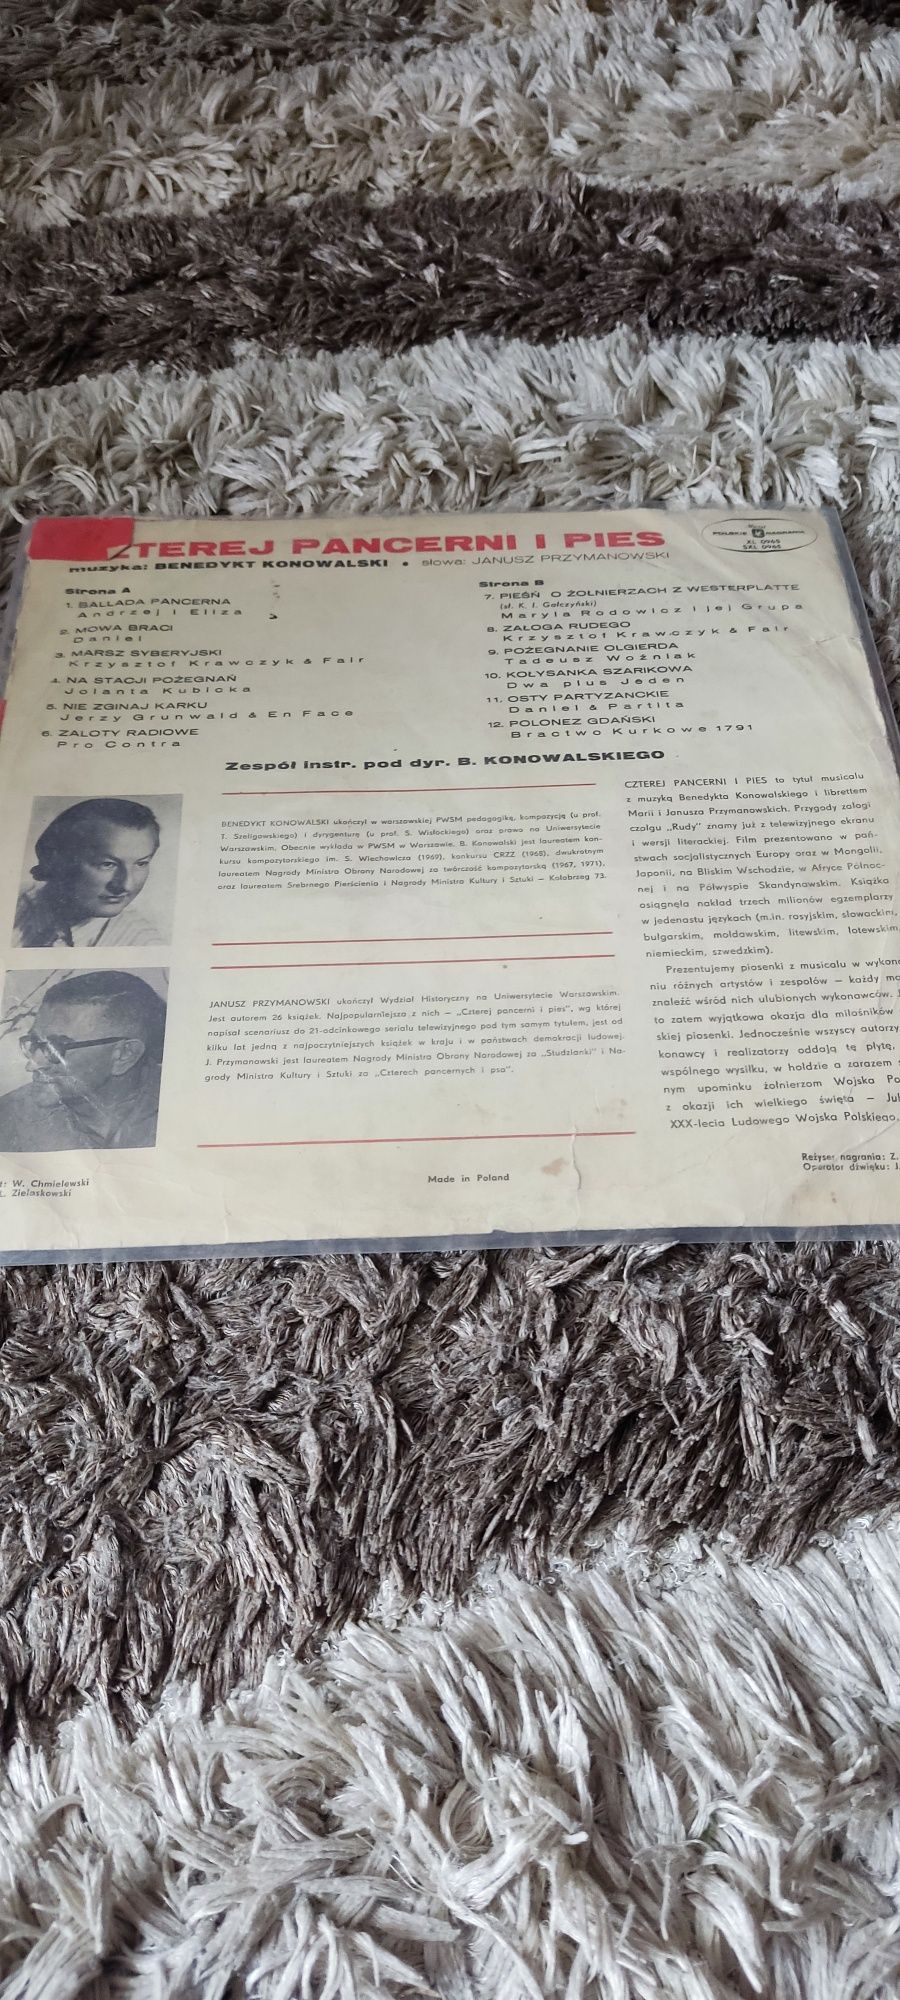 TEREJ PANCERNI I PIES
muzyka: BENEDYKT KONOWALSKI • słowa: JANUSZ PRZYMANOWSKI
POLSKIE NAGRANIA
XL 0965
SXL 0965
Strona A
1. BALLADA PANCERNA
Andrzej i Eliza
2. MOWA BRACI
Daniel
3. MARSZ SYBERYJSKI
Krzysztof Krawczyk & Fair
4. NA STACJI POŻEGNAŃ
Jolanta Kubicka
5. NIE ZGINAJ KARKU
Jerzy Grunwald & En Face
6. ZALOTY RADIOWE
Pro Contra
Strona B
7. PIEŚŃ O ŻOŁNIERZACH Z WESTERPLATTE
(sł. K. I. Gałczyński)
Maryla Rodowicz i jej Grupa
8. ZAŁOGA RUDEGO
Krzysztof Krawczyk & Fair
9. POŻEGNANIE OLGIERDA
Tadeusz Woźniak
10. KOŁYSANKA SZARIKOWA
Dwa plus Jeden
11. OSTY PARTYZANCKIE
Daniel & Partita
12. POLONEZ GDAŃSKI
Bractwo Kurkowe 1791
Zespół instr. pod dyr. B. KONOWALSKIEGO
BENEDYKT KONOWALSKI ukończył w warszawskiej PWSM pedagogikę, kompozycję (u prof.
T. Szeligowskiego) i dyrygenturę (u prof. S. Wisłockiego) oraz prawo na Uniwersytecie
Warszawskim. Obecnie wykłada w PWSM w Warszawie. B. Konowalski jest laureatem kon-
kursu kompozytorskiego im. S. Wiechowicza (1969), konkursu CRZZ (1968), dwukrotnym
laureatem Nagrody Ministra Obrony Narodowej za twórczość kompozytorską (1967, 1971),
oraz laureatem Srebrnego Pierścienia i Nagrody Ministra Kultury i Sztuki — Kołobrzeg 73.
JANUSZ PRZYMANOWSKI ukończył Wydział Historyczny na Uniwersytecie Warszawskim.
Jest autorem 26 książek. Najpopularniejsza z nich — „Czterej pancerni i pies", wg której
napisał scenariusz do 21-odcinkowego serialu telewizyjnego pod tym samym tytułem, jest od
kilku lat jedną z najpoczytniejszych książek w kraju i w państwach demokracji ludowej.
J. Przymanowski jest laureatem Nagrody Ministra Obrony Narodowej za „Studzianki" i Na-
grody Ministra Kultury i Sztuki za „Czterech pancernych i psa".
CZTEREJ PANCERNI I PIES to tytuł musicalu
z muzyką Benedykta Konowalskiego i librettem
Marii i Janusza Przymanowskich. Przygody załogi
czołgu „Rudy" znamy już z telewizyjnego ekranu
i wersji literackiej. Film prezentowano w pań-
stwach socjalistycznych Europy oraz w Mongolii,
Japonii, na Bliskim Wschodzie, w Afryce Północ-
nej i na Półwyspie Skandynawskim. Książka
osiągnęła nakład trzech milionów egzemplarzy
w jedenastu językach (m.in. rosyjskim, słowackim,
bułgarskim, mołdawskim, litewskim, łotewskim,
niemieckim, szwedzkim).
Prezentujemy piosenki z musicalu w wykona
niu różnych artystów i zespołów — każdy mo
znaleźć wśród nich ulubionych wykonawców.
to zatem wyjątkowa okazja dla miłośników
skiej piosenki. Jednocześnie wszyscy autorzy,
konawcy i realizatorzy oddają tę płytę,
wspólnego wysiłku, w hołdzie a zarazem
nym upominku żołnierzom Wojska Po
z okazji ich wielkiego święta — Jul
XXX-lecia Ludowego Wojska Polskiego.
W. Chmielewski
L. Zielaskowski
Made in Poland
Reżyser nagrania: Z.
Operator dźwięku: J.